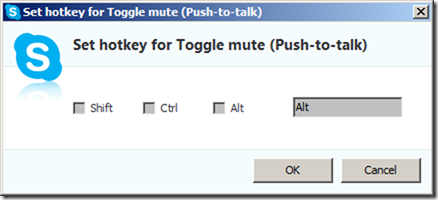 Set hotkey for Toggle mute (Push-to-talk)
Set hotkey for Toggle mute (Push-to-talk)
Shift Ctrl Alt Alt
OK Cancel